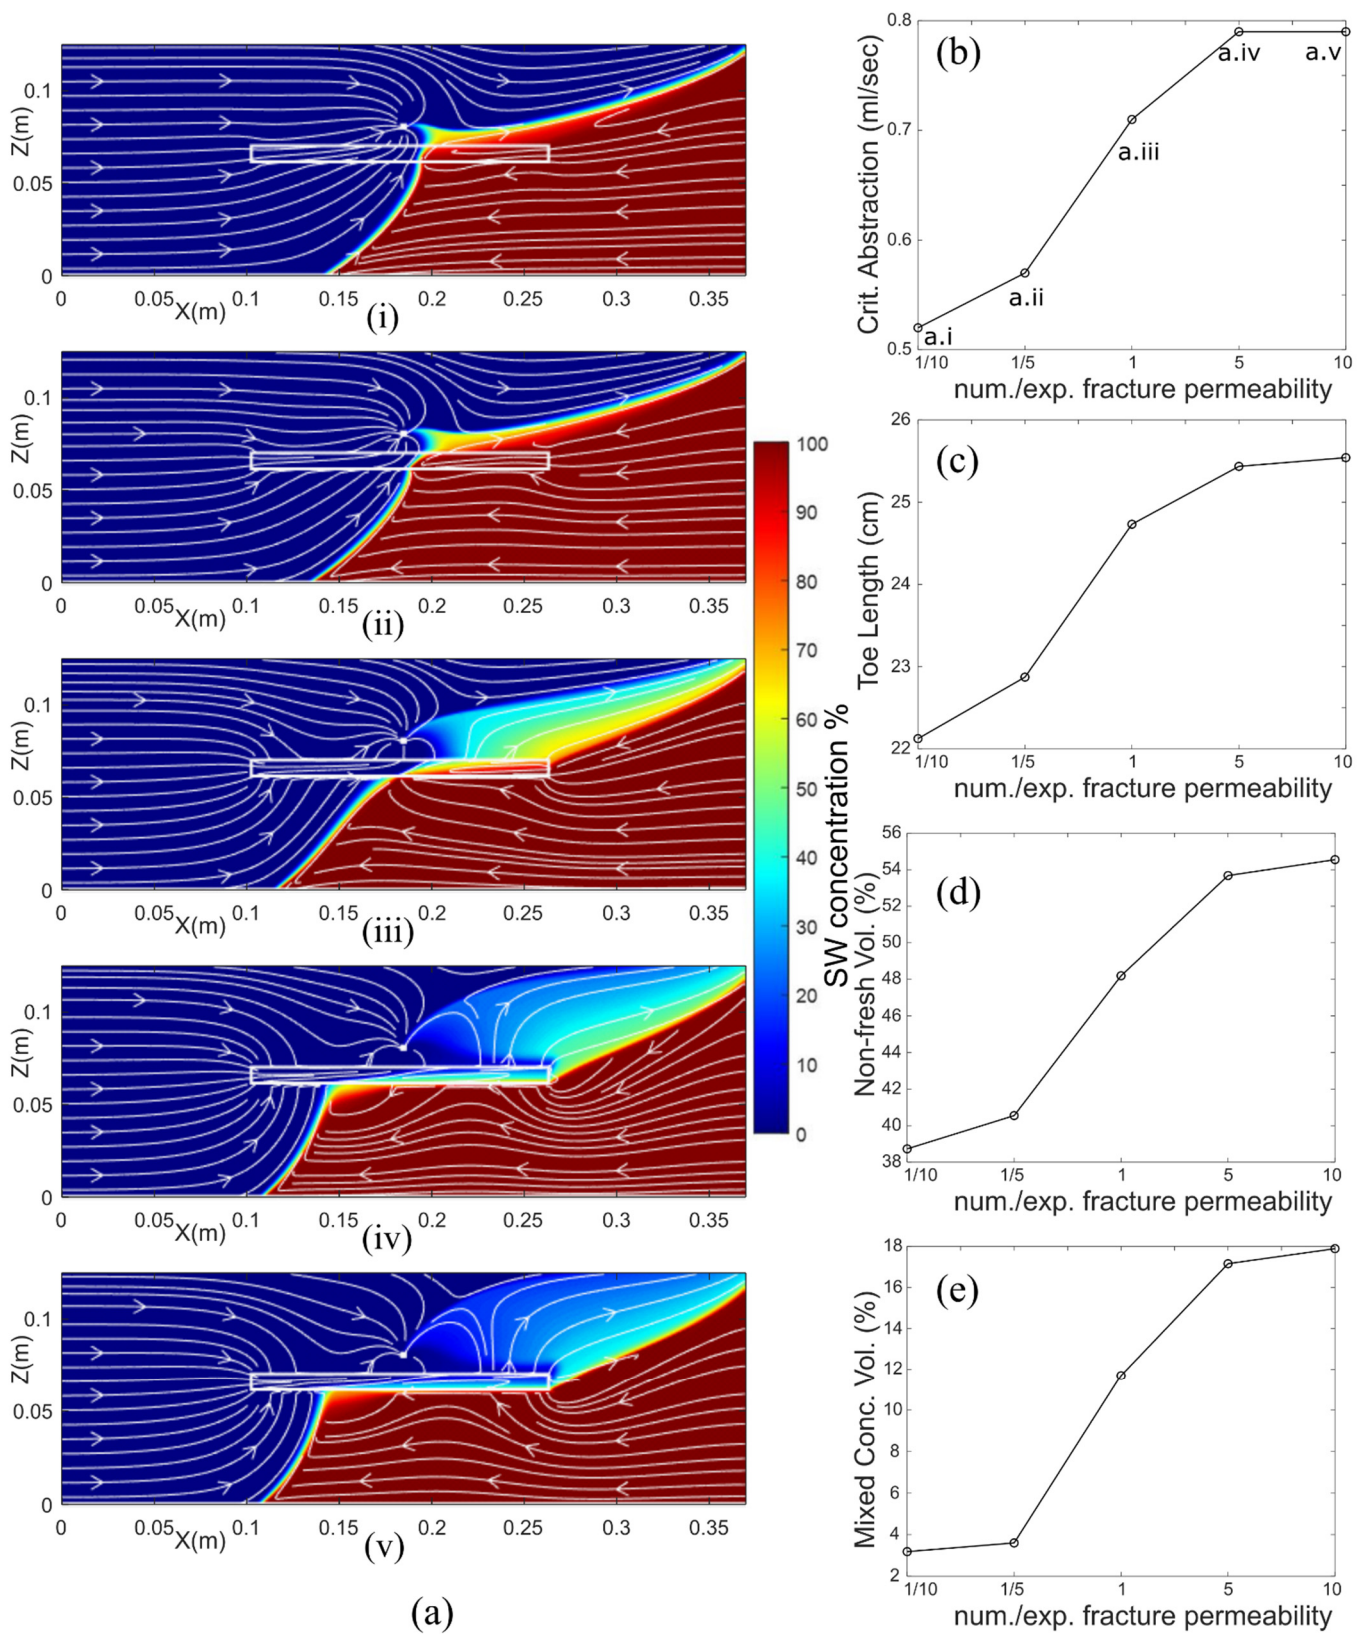 Z(m)
0.1
0.05
0
0 0.05 0.1 0.15 0.2 0.25 0.3 0.35
X(m)
(i)
Z(m)
0.1
0.05
0
0 0.05 0.1 0.15 0.2 0.25 0.3 0.35
X(m)
(ii)
Z(m)
0.1
0.05
0
0 0.05 0.1 0.15 0.2 0.25 0.3 0.35
X(m)
(iii)
Z(m)
0.1
0.05
0
0 0.05 0.1 0.15 0.2 0.25 0.3 0.35
X(m)
(iv)
Z(m)
0.1
0.05
0
0 0.05 0.1 0.15 0.2 0.25 0.3 0.35
X(m)
(v)
(a)
100
90
80
70
60
50
40
30
20
10
0
SW concentration %
(b)
Crit. Abstraction (ml/sec)
0.8
0.7
0.6
0.5
a.i
a.ii
a.iii
a.iv
a.v
1/10 1/5 1 5 10
num./exp. fracture permeability
(c)
Toe Length (cm)
26
25
24
23
22
1/10 1/5 1 5 10
num./exp. fracture permeability
(d)
Non-fresh Vol. (%)
56
54
52
50
48
46
44
42
40
38
1/10 1/5 1 5 10
num./exp. fracture permeability
(e)
Mixed Conc. Vol. (%)
18
16
14
12
10
8
6
4
2
1/10 1/5 1 5 10
num./exp. fracture permeability